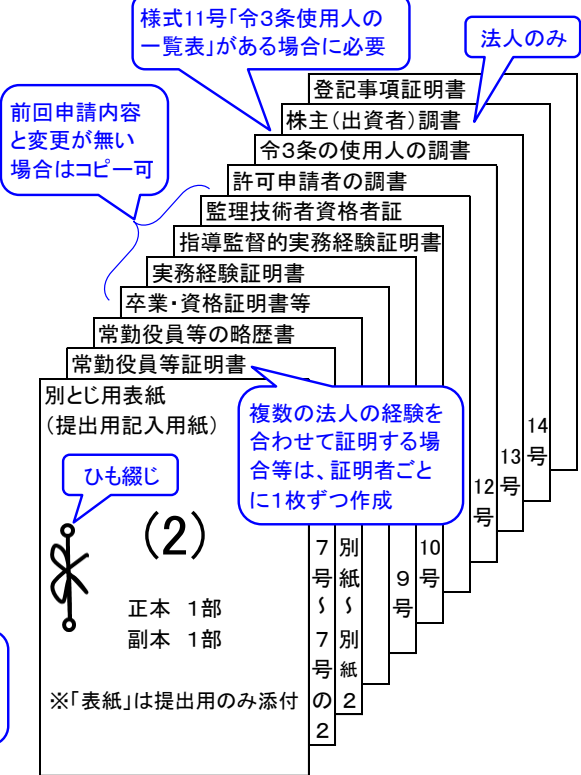 様式11号「令3条使用人の
一覧表」がある場合に必要
法人のみ
前回申請内容
と変更が無い
場合はコピー可
登記事項証明書
株主(出資者)調書
令3条の使用人の調書
許可申請者の調書
監理技術者資格者証
指導監督的実務経験証明書
実務経験証明書
卒業・資格証明書等
常勤役員等の略歴書
常勤役員等証明書
別とじ用表紙
(提出用記入用紙)
複数の法人の経験を
合わせて証明する場
合等は、証明者ごと
に1枚ずつ作成
ひも綴じ
(2)
正本 1部
副本 1部
※「表紙」は提出用のみ添付
7号~7号の2
別紙~別紙2
9号
10号
12号
13号
14号